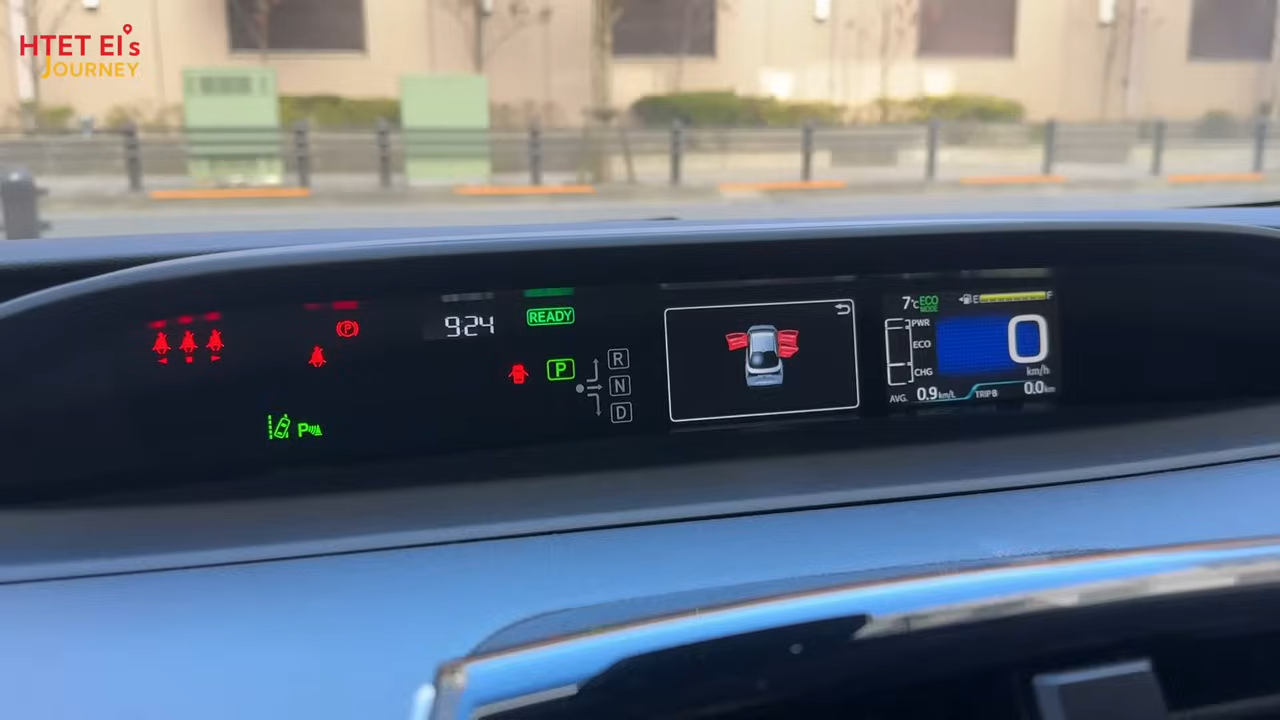 HTET EI's
JOURNEY
9:24
READY
P
R
N
D
P
P
7°C ECO MODE
E F
PWR
ECO
CHG
0
km/h
AVG. 0.9 km/L TRIP B 0.0 km